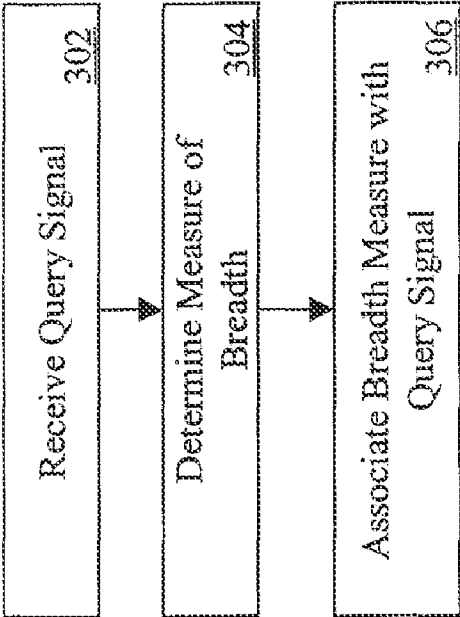 Receive Query Signal
302
Determine Measure of
Breadth
304
Associate Breadth Measure with
Query Signal
306